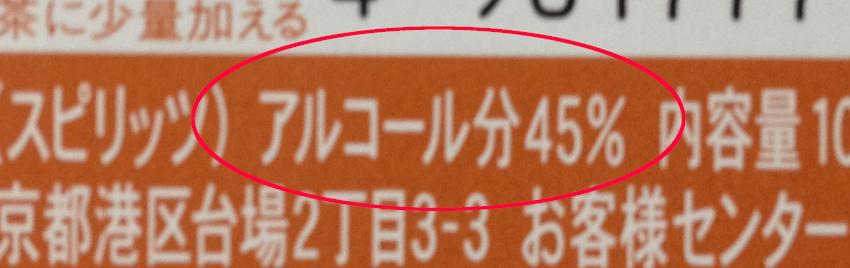 茶に少量加える
(スピリッツ) アルコール分45% 内容量10
京都港区台場2丁目3-3 お客様センター